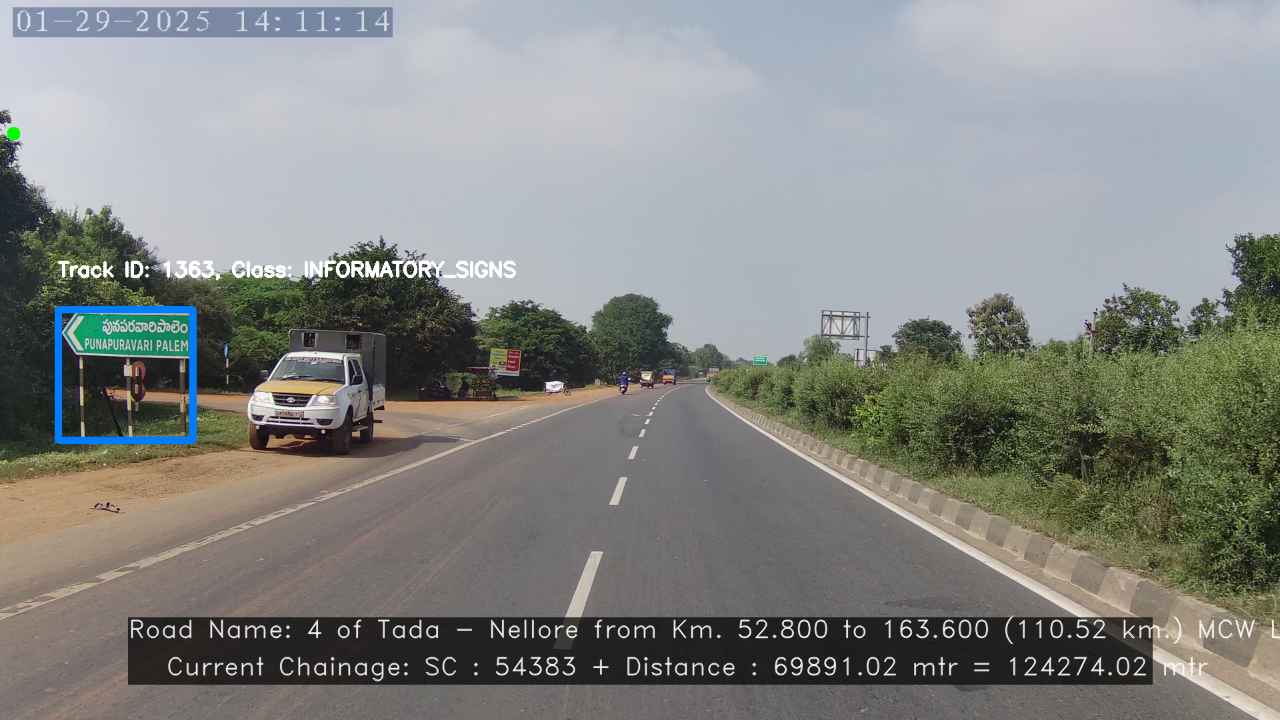 01-29-2025 14:11:14
Track ID: 1363, Class: INFORMATORY_SIGNS
పునపరవారిపాలెం
PUNAPURAVARI PALEM
Road Name: 4 of Tada - Nellore from Km. 52.800 to 163.600 (110.52 km.) MCW L
Current Chainage: SC : 54383 + Distance : 69891.02 mtr = 124274.02 mtr